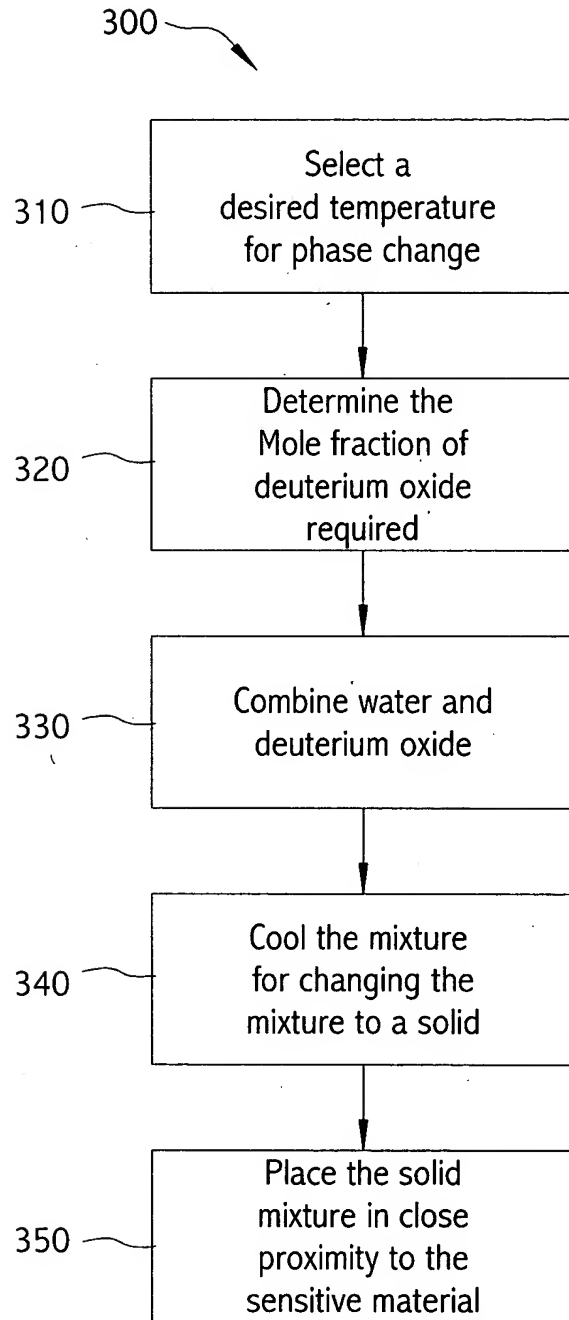 300
310
Select a
desired temperature
for phase change
320
Determine the
Mole fraction of
deuterium oxide
required
330
Combine water and
deuterium oxide
340
Cool the mixture
for changing the
mixture to a solid
350
Place the solid
mixture in close
proximity to the
sensitive material